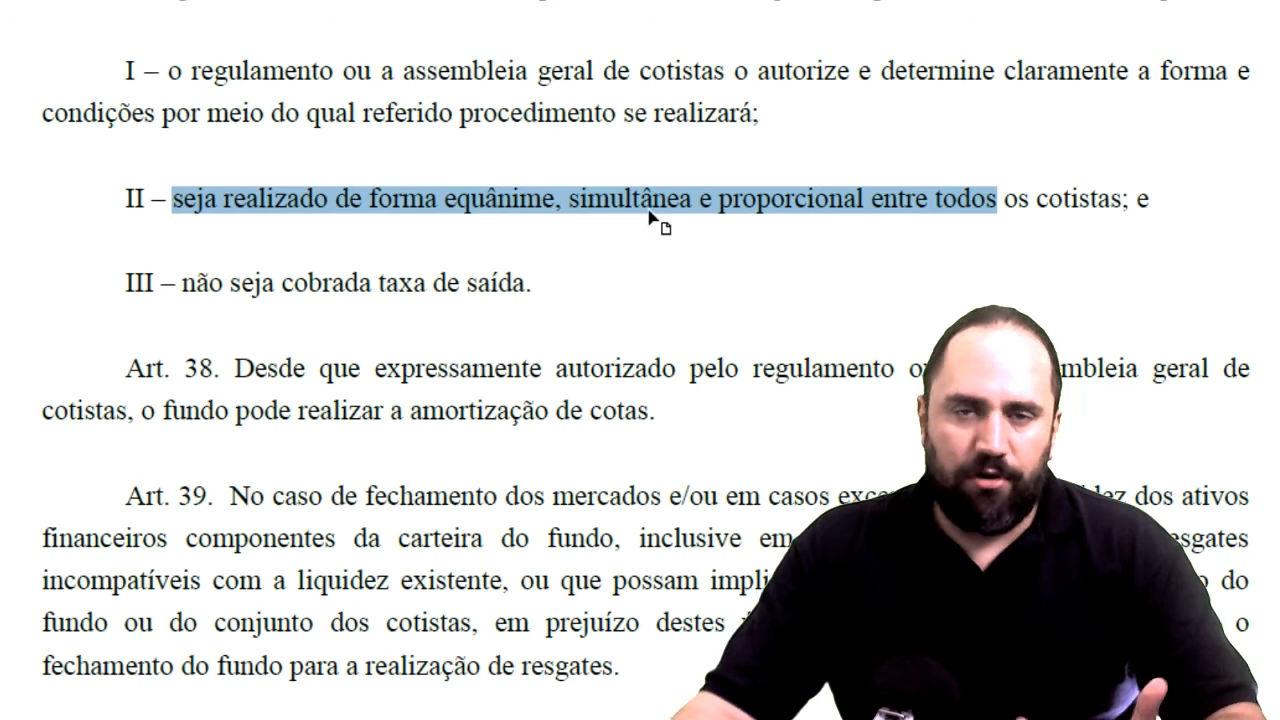 I – o regulamento ou a assembleia geral de cotistas o autorize e determine claramente a forma e
condições por meio do qual referido procedimento se realizará;
II – seja realizado de forma equânime, simultânea e proporcional entre todos os cotistas; e
III – não seja cobrada taxa de saída.
Art. 38. Desde que expressamente autorizado pelo regulamento geral de
cotistas, o fundo pode realizar a amortização de cotas.
Art. 39. No caso de fechamento dos mercados e/ou em casos dos ativos
financeiros componentes da carteira do fundo, inclusive em
incompatíveis com a liquidez existente, ou que possam do
fundo ou do conjunto dos cotistas, em prejuízo destes o
fechamento do fundo para a realização de resgates.